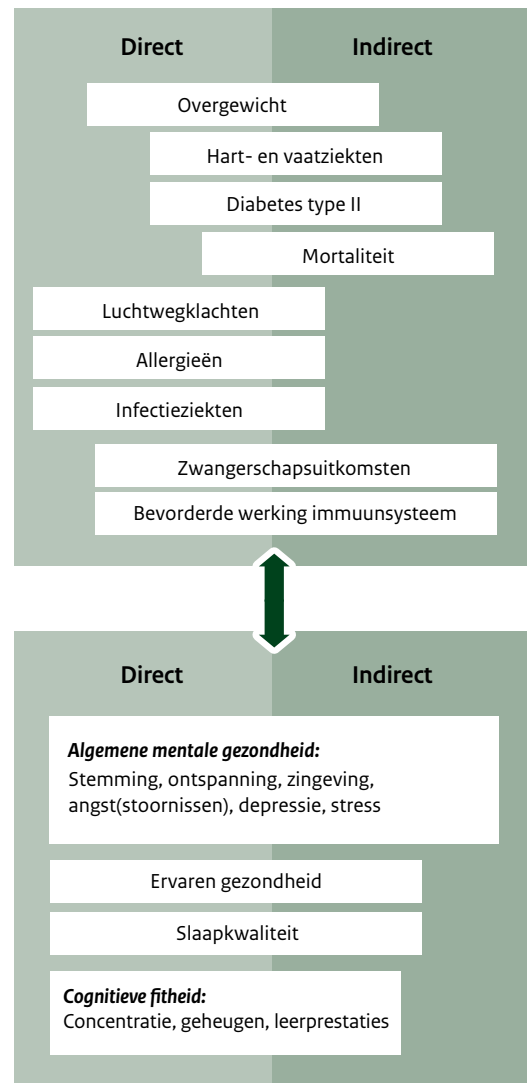 Direct Indirect
Overgewicht
Hart- en vaatziekten
Diabetes type II
Mortaliteit
Luchtwegklachten
Allergieën
Infectieziekten
Zwangerschapsuitkomsten
Bevorderde werking immuunsysteem
Direct Indirect
Algemene mentale gezondheid:
Stemming, ontspanning, zingeving,
angst(stoornissen), depressie, stress
Ervaren gezondheid
Slaapkwaliteit
Cognitieve fitheid:
Concentratie, geheugen, leerprestaties